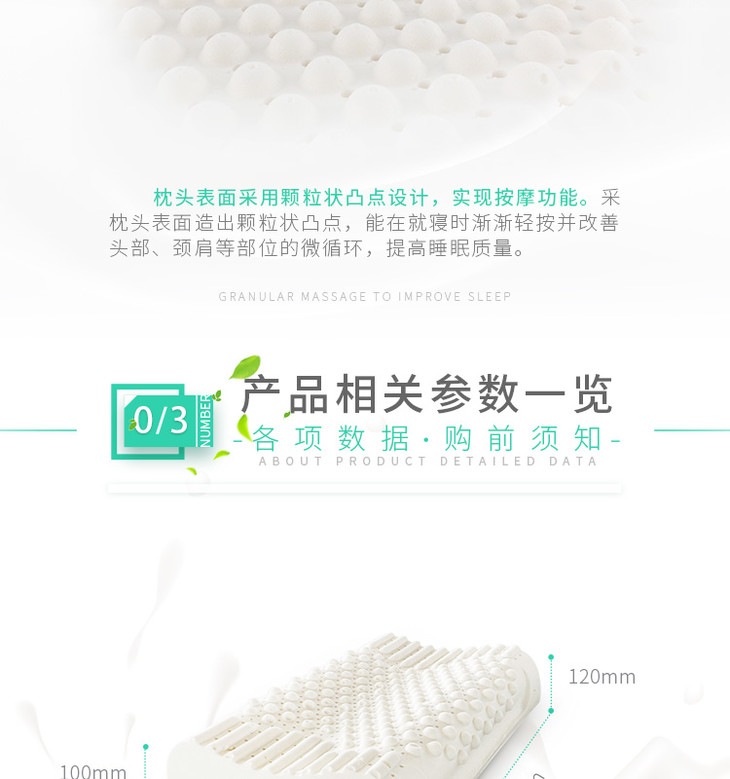 枕头表面采用颗粒状凸点设计，实现按摩功能。采
枕头表面造出颗粒状凸点，能在就寝时渐渐轻按并改善
头部、颈肩等部位的微循环，提高睡眠质量。
GRANULAR MASSAGE TO IMPROVE SLEEP
0/3
NUMBER
产品相关参数一览
-各项数据·购前须知-
ABOUT PRODUCT DETAILED DATA
120mm
100mm